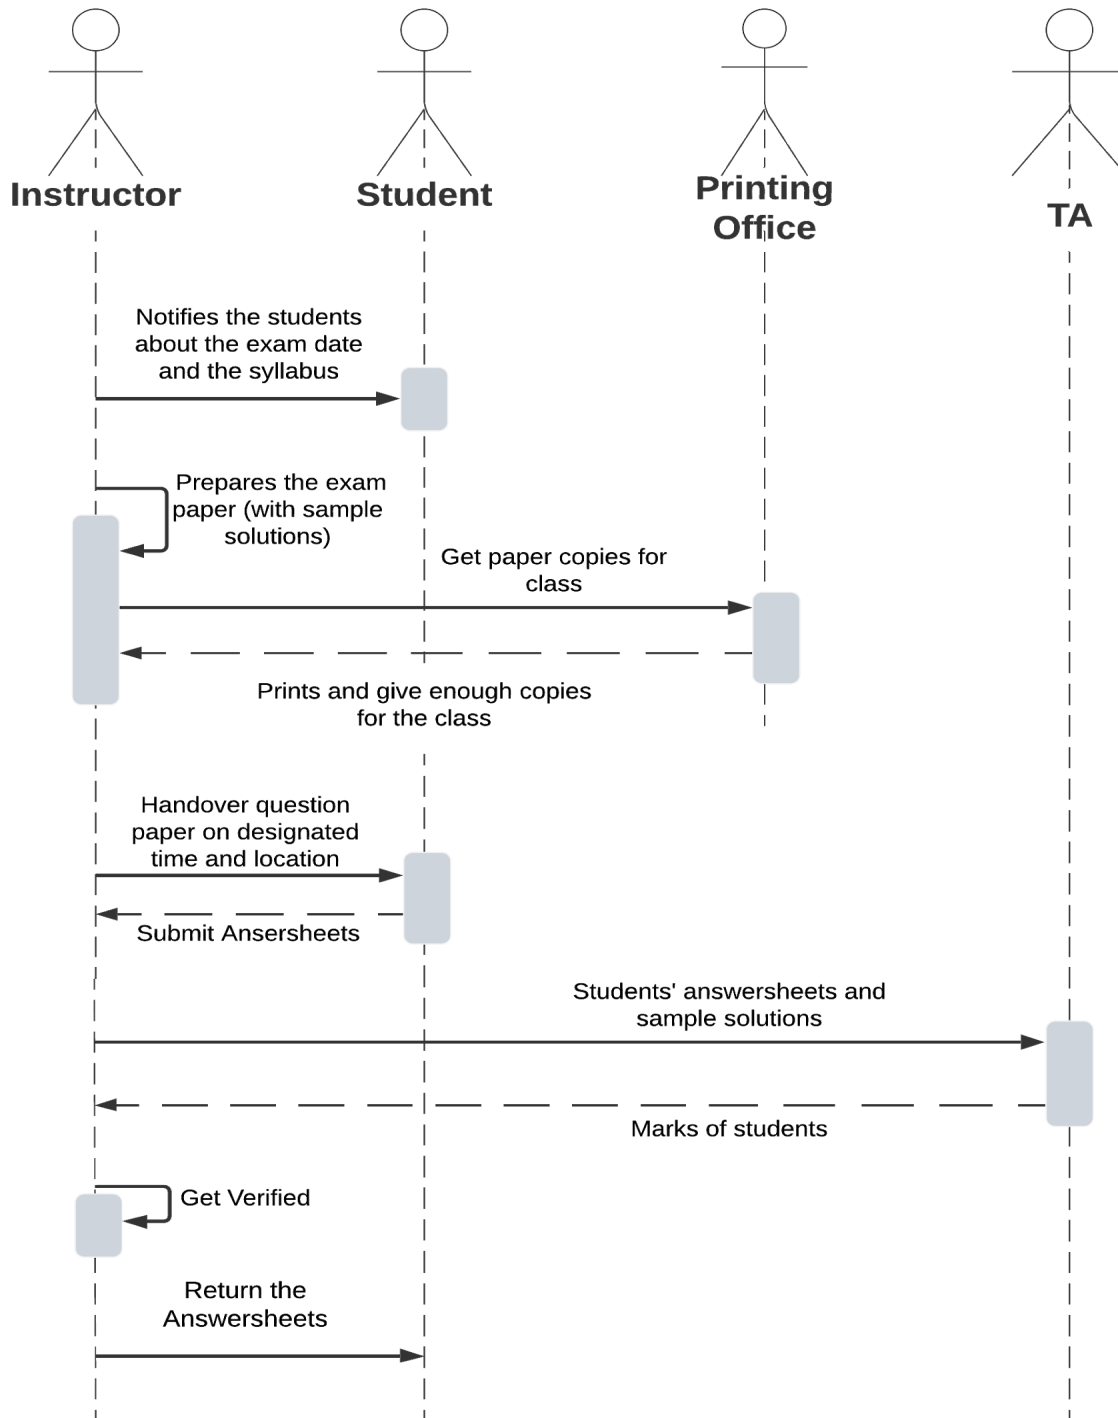 Instructor
Student
Printing
Office
TA
Notifies the students
about the exam date
and the syllabus
Prepares the exam
paper (with sample
solutions)
Get paper copies for
class
Prints and give enough copies
for the class
Handover question
paper on designated
time and location
Submit Ansersheets
Students' answersheets and
sample solutions
Marks of students
Get Verified
Return the
Answersheets